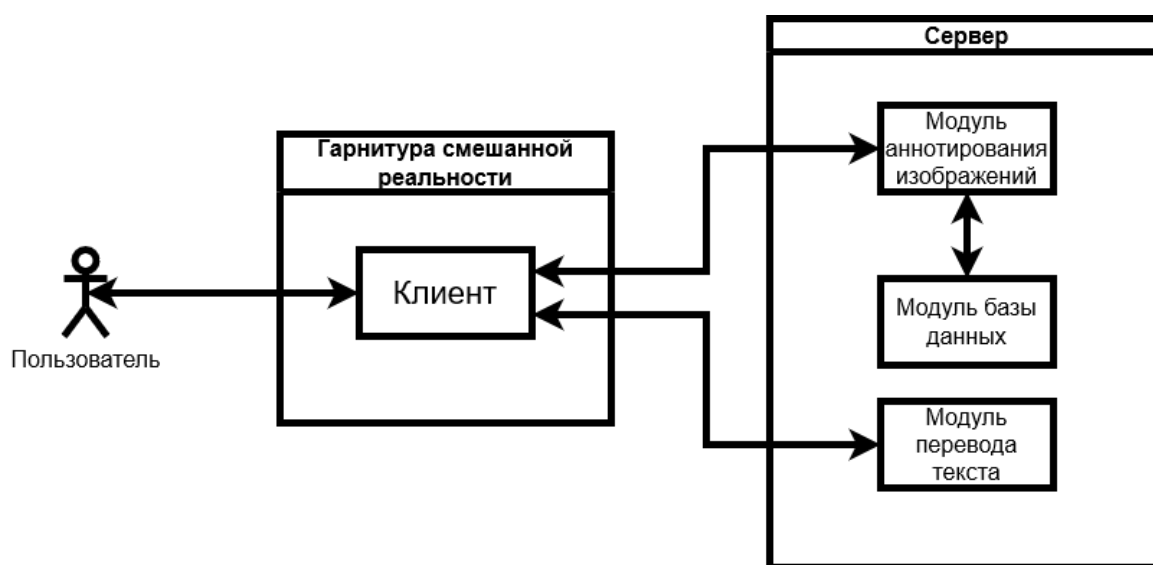 Сервер
Модуль
аннотирования
изображений
Гарнитура смешанной
реальности
Клиент
Пользователь
Модуль базы
данных
Модуль
перевода
текста